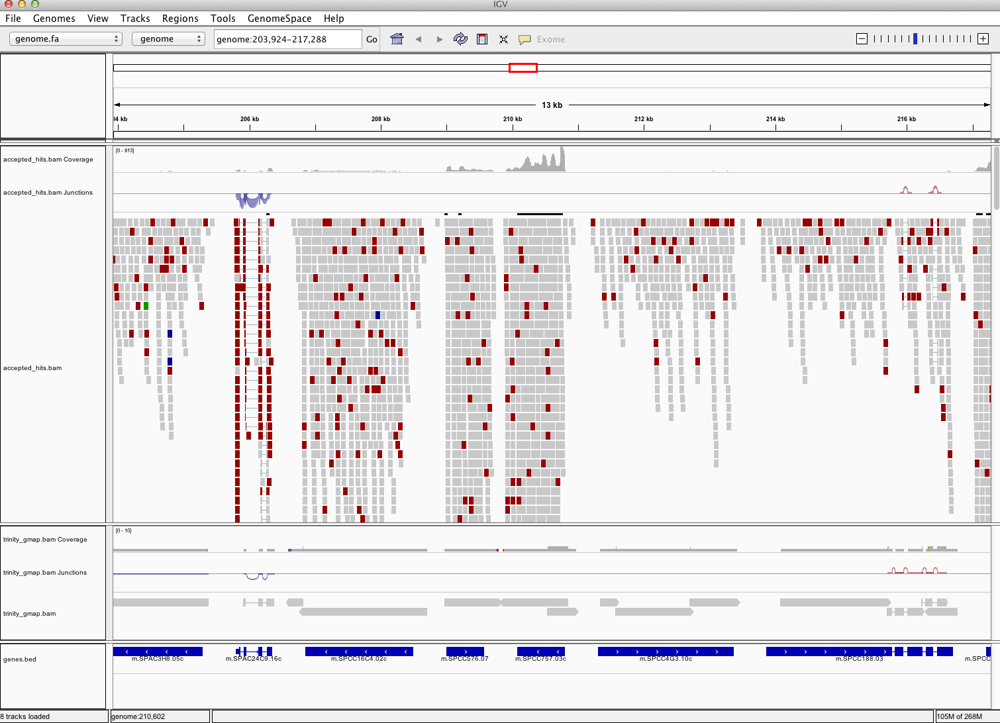 IGV
File Genomes View Tracks Regions Tools GenomeSpace Help
genome.fa genome genome:203,924-217,288 Go Exome
13 kb
04 kb 206 kb 208 kb 210 kb 212 kb 214 kb 216 kb
[0 - 813]
accepted_hits.bam Coverage
accepted_hits.bam Junctions
accepted_hits.bam
[0 - 10]
trinity_gmap.bam Coverage
trinity_gmap.bam Junctions
trinity_gmap.bam
genes.bed
m.SPAC3H8.05c m.SPAC24C9.16c m.SPCC16C4.02c m.SPCC576.07 m.SPCC757.03c m.SPCC4G3.10c m.SPCC188.03 m.SPCC
8 tracks loaded genome:210,602 105M of 268M